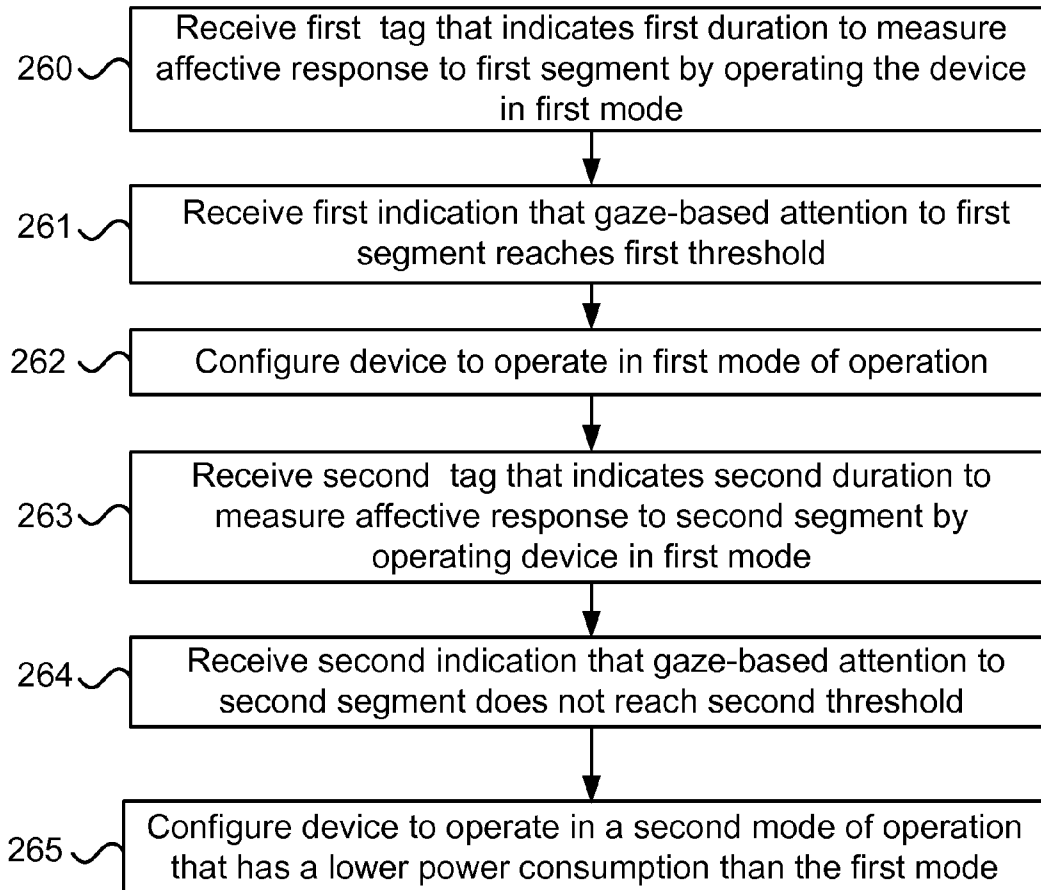 Receive first  tag that indicates first duration to measure
260 affective response to first segment by operating the device
in first mode
261 Receive first indication that gaze-based attention to first
segment reaches first threshold
262 Configure device to operate in first mode of operation
Receive second  tag that indicates second duration to
263 measure affective response to second segment by
operating device in first mode
264 Receive second indication that gaze-based attention to
second segment does not reach second threshold
265 Configure device to operate in a second mode of operation
that has a lower power consumption than the first mode